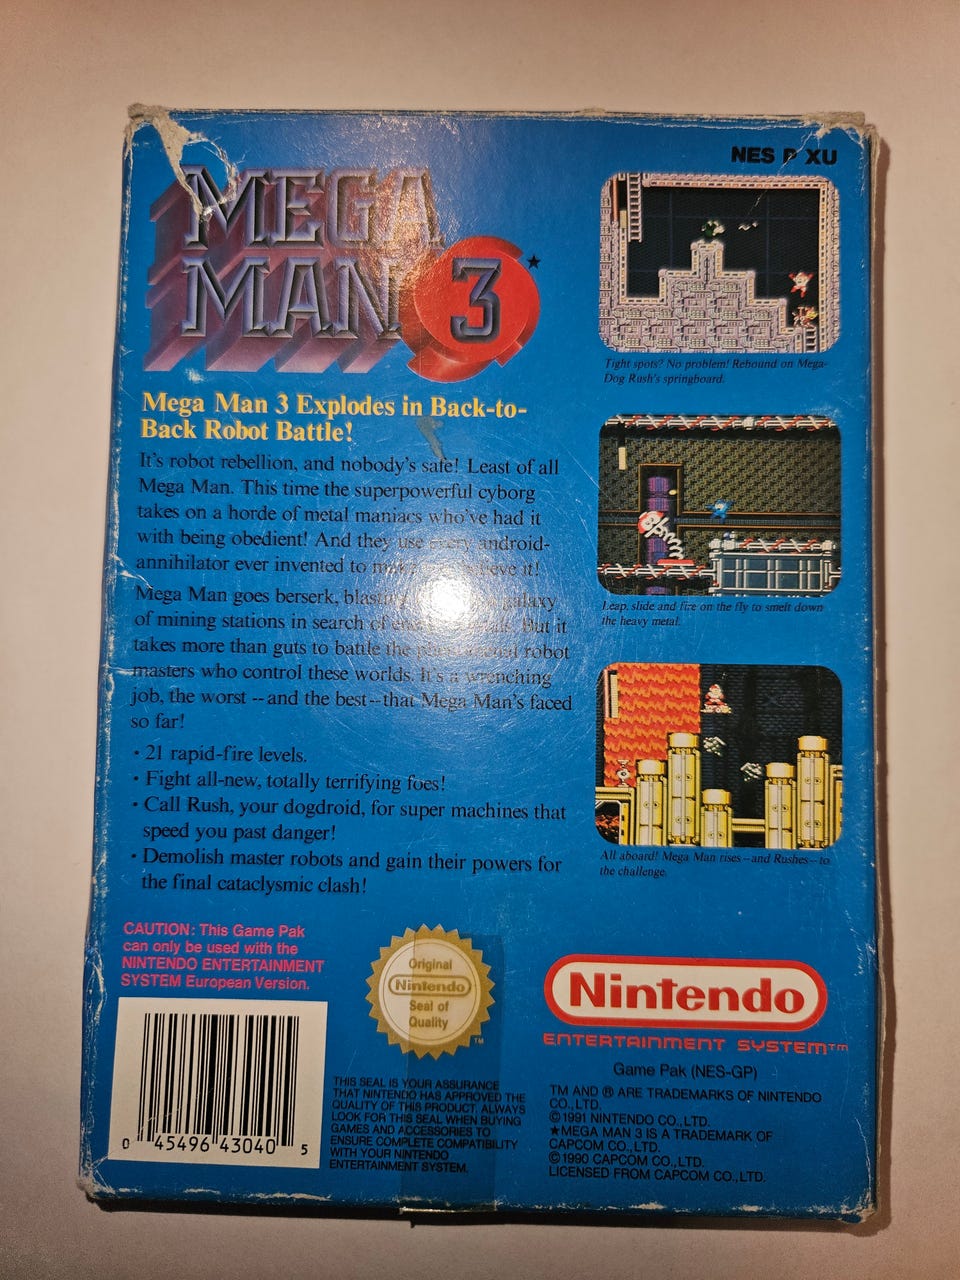 NES P XU
MEGA
MAN 3★
Mega Man 3 Explodes in Back-to-
Back Robot Battle!
It's robot rebellion, and nobody's safe! Least of all
Mega Man. This time the superpowerful cyborg
takes on a horde of metal maniacs who've had it
with being obedient! And they use every android-
annihilator ever invented to it!
Mega Man goes berserk, galaxy
of mining stations in search of But it
takes more than guts to battle the robot
masters who control these worlds. It's a wrenching
job, the worst -- and the best -- that Mega Man's faced
so far!
• 21 rapid-fire levels.
• Fight all-new, totally terrifying foes!
• Call Rush, your dogdroid, for super machines that
speed you past danger!
• Demolish master robots and gain their powers for
the final cataclysmic clash!
Tight spots? No problem! Rebound on Mega-
Dog Rush's springboard.
Leap, slide and fire on the fly to smelt down
the heavy metal.
All aboard! Mega Man rises -- and Rushes -- to
the challenge.
CAUTION: This Game Pak
can only be used with the
NINTENDO ENTERTAINMENT
SYSTEM European Version.
0 45496 43040 5
Original
Nintendo
Seal of
Quality
TM
THIS SEAL IS YOUR ASSURANCE
THAT NINTENDO HAS APPROVED THE
QUALITY OF THIS PRODUCT. ALWAYS
LOOK FOR THIS SEAL WHEN BUYING
GAMES AND ACCESSORIES TO
ENSURE COMPLETE COMPATIBILITY
WITH YOUR NINTENDO
ENTERTAINMENT SYSTEM.
Nintendo
ENTERTAINMENT SYSTEM™
Game Pak (NES-GP)
TM AND ® ARE TRADEMARKS OF NINTENDO
CO., LTD.
© 1991 NINTENDO CO., LTD.
★MEGA MAN 3 IS A TRADEMARK OF
CAPCOM CO., LTD.
© 1990 CAPCOM CO., LTD.
LICENSED FROM CAPCOM CO., LTD.